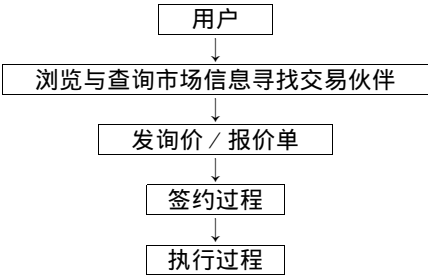 用户
浏览与查询市场信息寻找交易伙伴
发询价／报价单
签约过程
执行过程